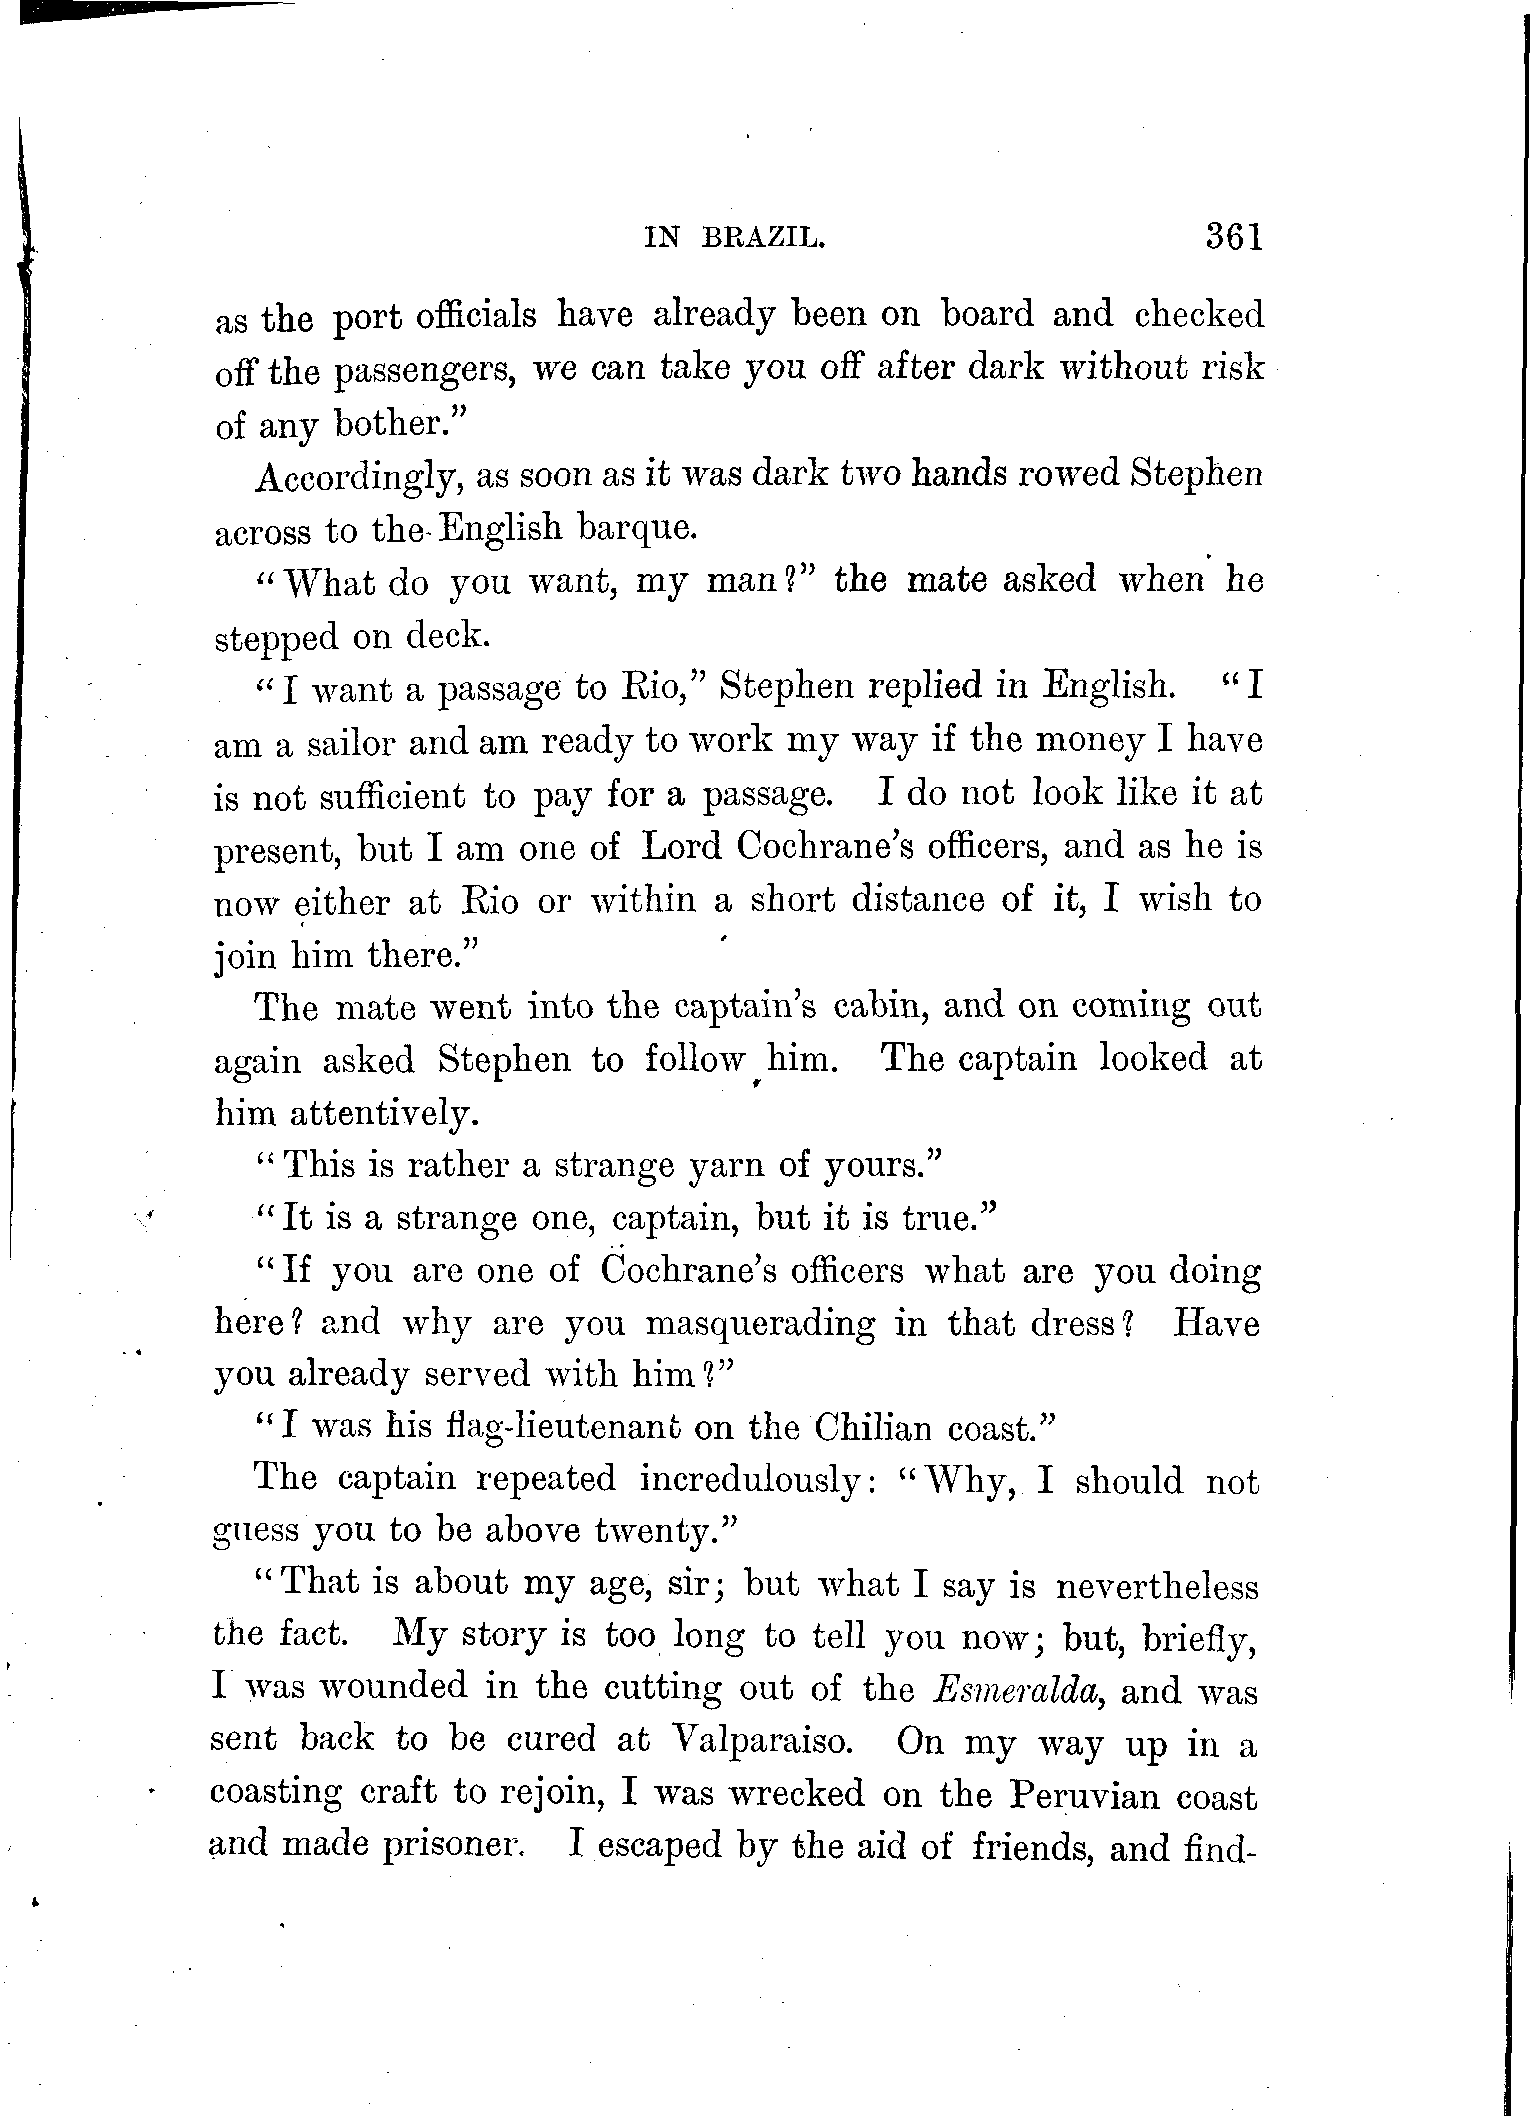 IN BRAZIL. 361
as the port officials have already been on board and checked
off the passengers, we can take you off after dark without risk
of any bother.”
Accordingly, as soon as it was dark two hands rowed Stephen
across to the English barque.
“What do you want, my man?” the mate asked when he
stepped on deck.
“I want a passage to Rio,” Stephen replied in English. “I
am a sailor and am ready to work my way if the money I have
is not sufficient to pay for a passage. I do not look like it at
present, but I am one of Lord Cochrane’s officers, and as he is
now either at Rio or within a short distance of it, I wish to
join him there.”
The mate went into the captain’s cabin, and on coming out
again asked Stephen to follow him. The captain looked at
him attentively.
“This is rather a strange yarn of yours.”
“It is a strange one, captain, but it is true.”
“If you are one of Cochrane’s officers what are you doing
here? and why are you masquerading in that dress? Have
you already served with him?”
“I was his flag-lieutenant on the Chilian coast.”
The captain repeated incredulously: “Why, I should not
guess you to be above twenty.”
“That is about my age, sir; but what I say is nevertheless
the fact. My story is too long to tell you now; but, briefly,
I was wounded in the cutting out of the Esmeralda, and was
sent back to be cured at Valparaiso. On my way up in a
coasting craft to rejoin, I was wrecked on the Peruvian coast
and made prisoner. I escaped by the aid of friends, and find-